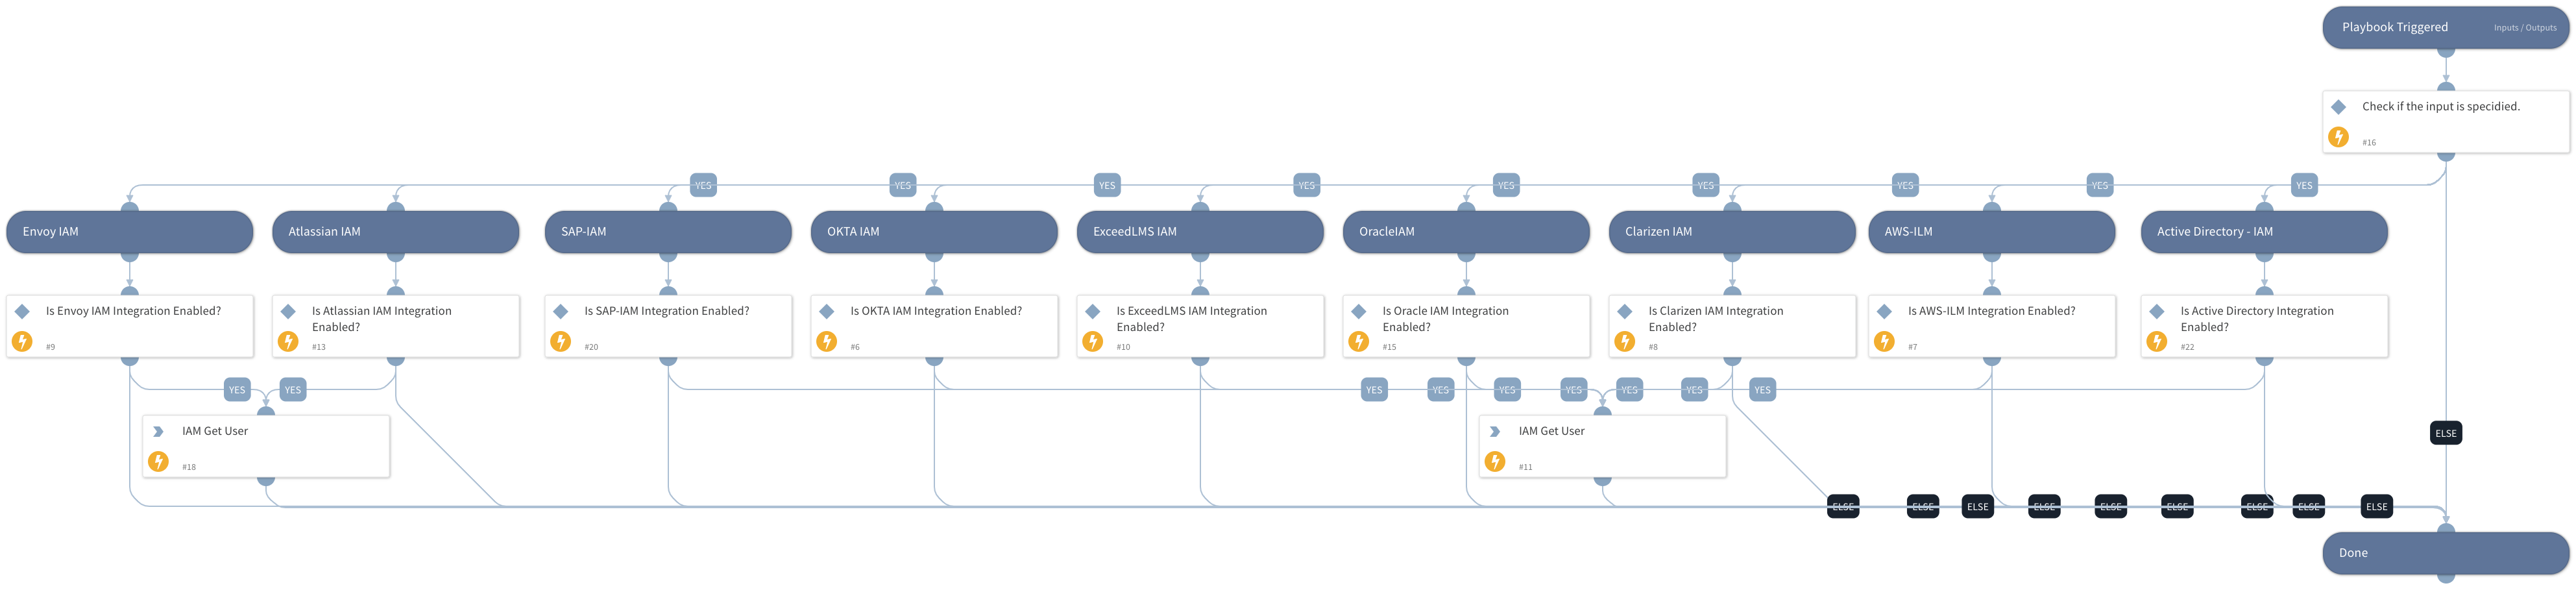 Playbook Triggered
Inputs / Outputs
Check if the input is specidied.
#16
YES
YES
YES
YES
YES
YES
YES
YES
YES
Envoy IAM
Atlassian IAM
SAP-IAM
OKTA IAM
ExceedLMS IAM
OracleIAM
Clarizen IAM
AWS-ILM
Active Directory - IAM
Is Envoy IAM Integration Enabled?
#9
Is Atlassian IAM Integration
Enabled?
#13
Is SAP-IAM Integration Enabled?
#20
Is OKTA IAM Integration Enabled?
#6
Is ExceedLMS IAM Integration
Enabled?
#10
Is Oracle IAM Integration
Enabled?
#15
Is Clarizen IAM Integration
Enabled?
#8
Is AWS-ILM Integration Enabled?
#7
Is Active Directory Integration
Enabled?
#22
YES
YES
YES
YES
YES
YES
YES
YES
YES
IAM Get User
#18
IAM Get User
#11
ELSE
ELSE
ELSE
ELSE
ELSE
ELSE
ELSE
ELSE
ELSE
ELSE
Done